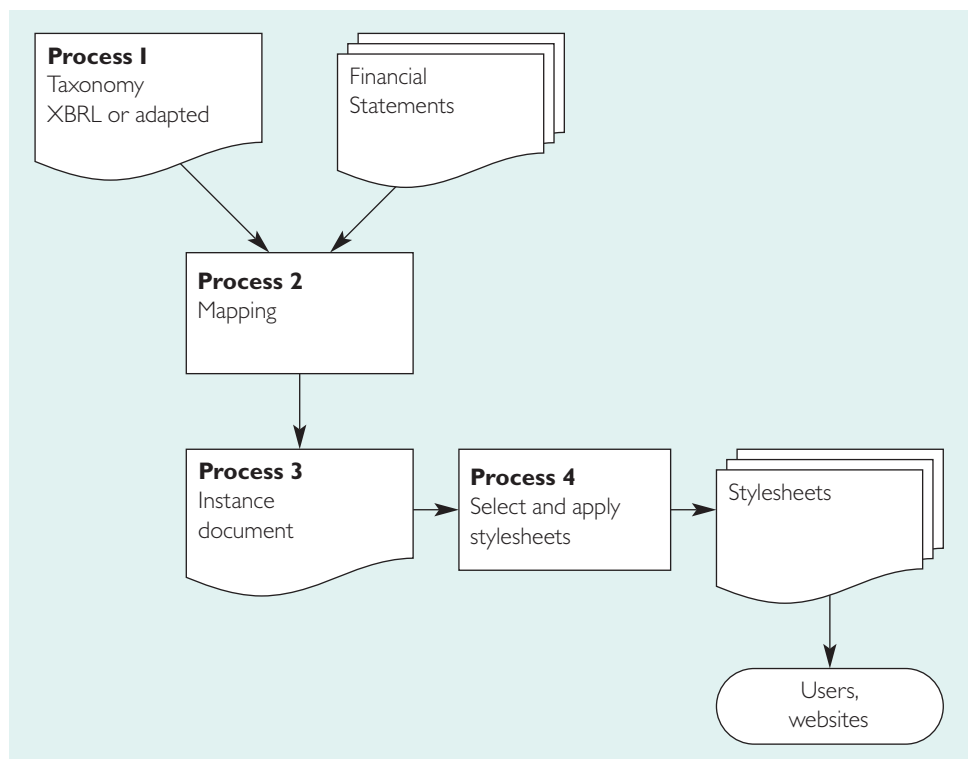 Process 1
Taxonomy
XBRL or adapted
Financial
Statements
Process 2
Mapping
Process 3
Instance
document
Process 4
Select and apply
stylesheets
Stylesheets
Users,
websites